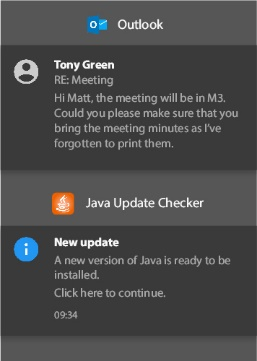 Outlook
Tony Green
RE: Meeting
Hi Matt, the meeting will be in M3.
Could you please make sure that you
bring the meeting minutes as I've
forgotten to print them.
Java Update Checker
New update
A new version of Java is ready to be
installed.
Click here to continue.
09:34